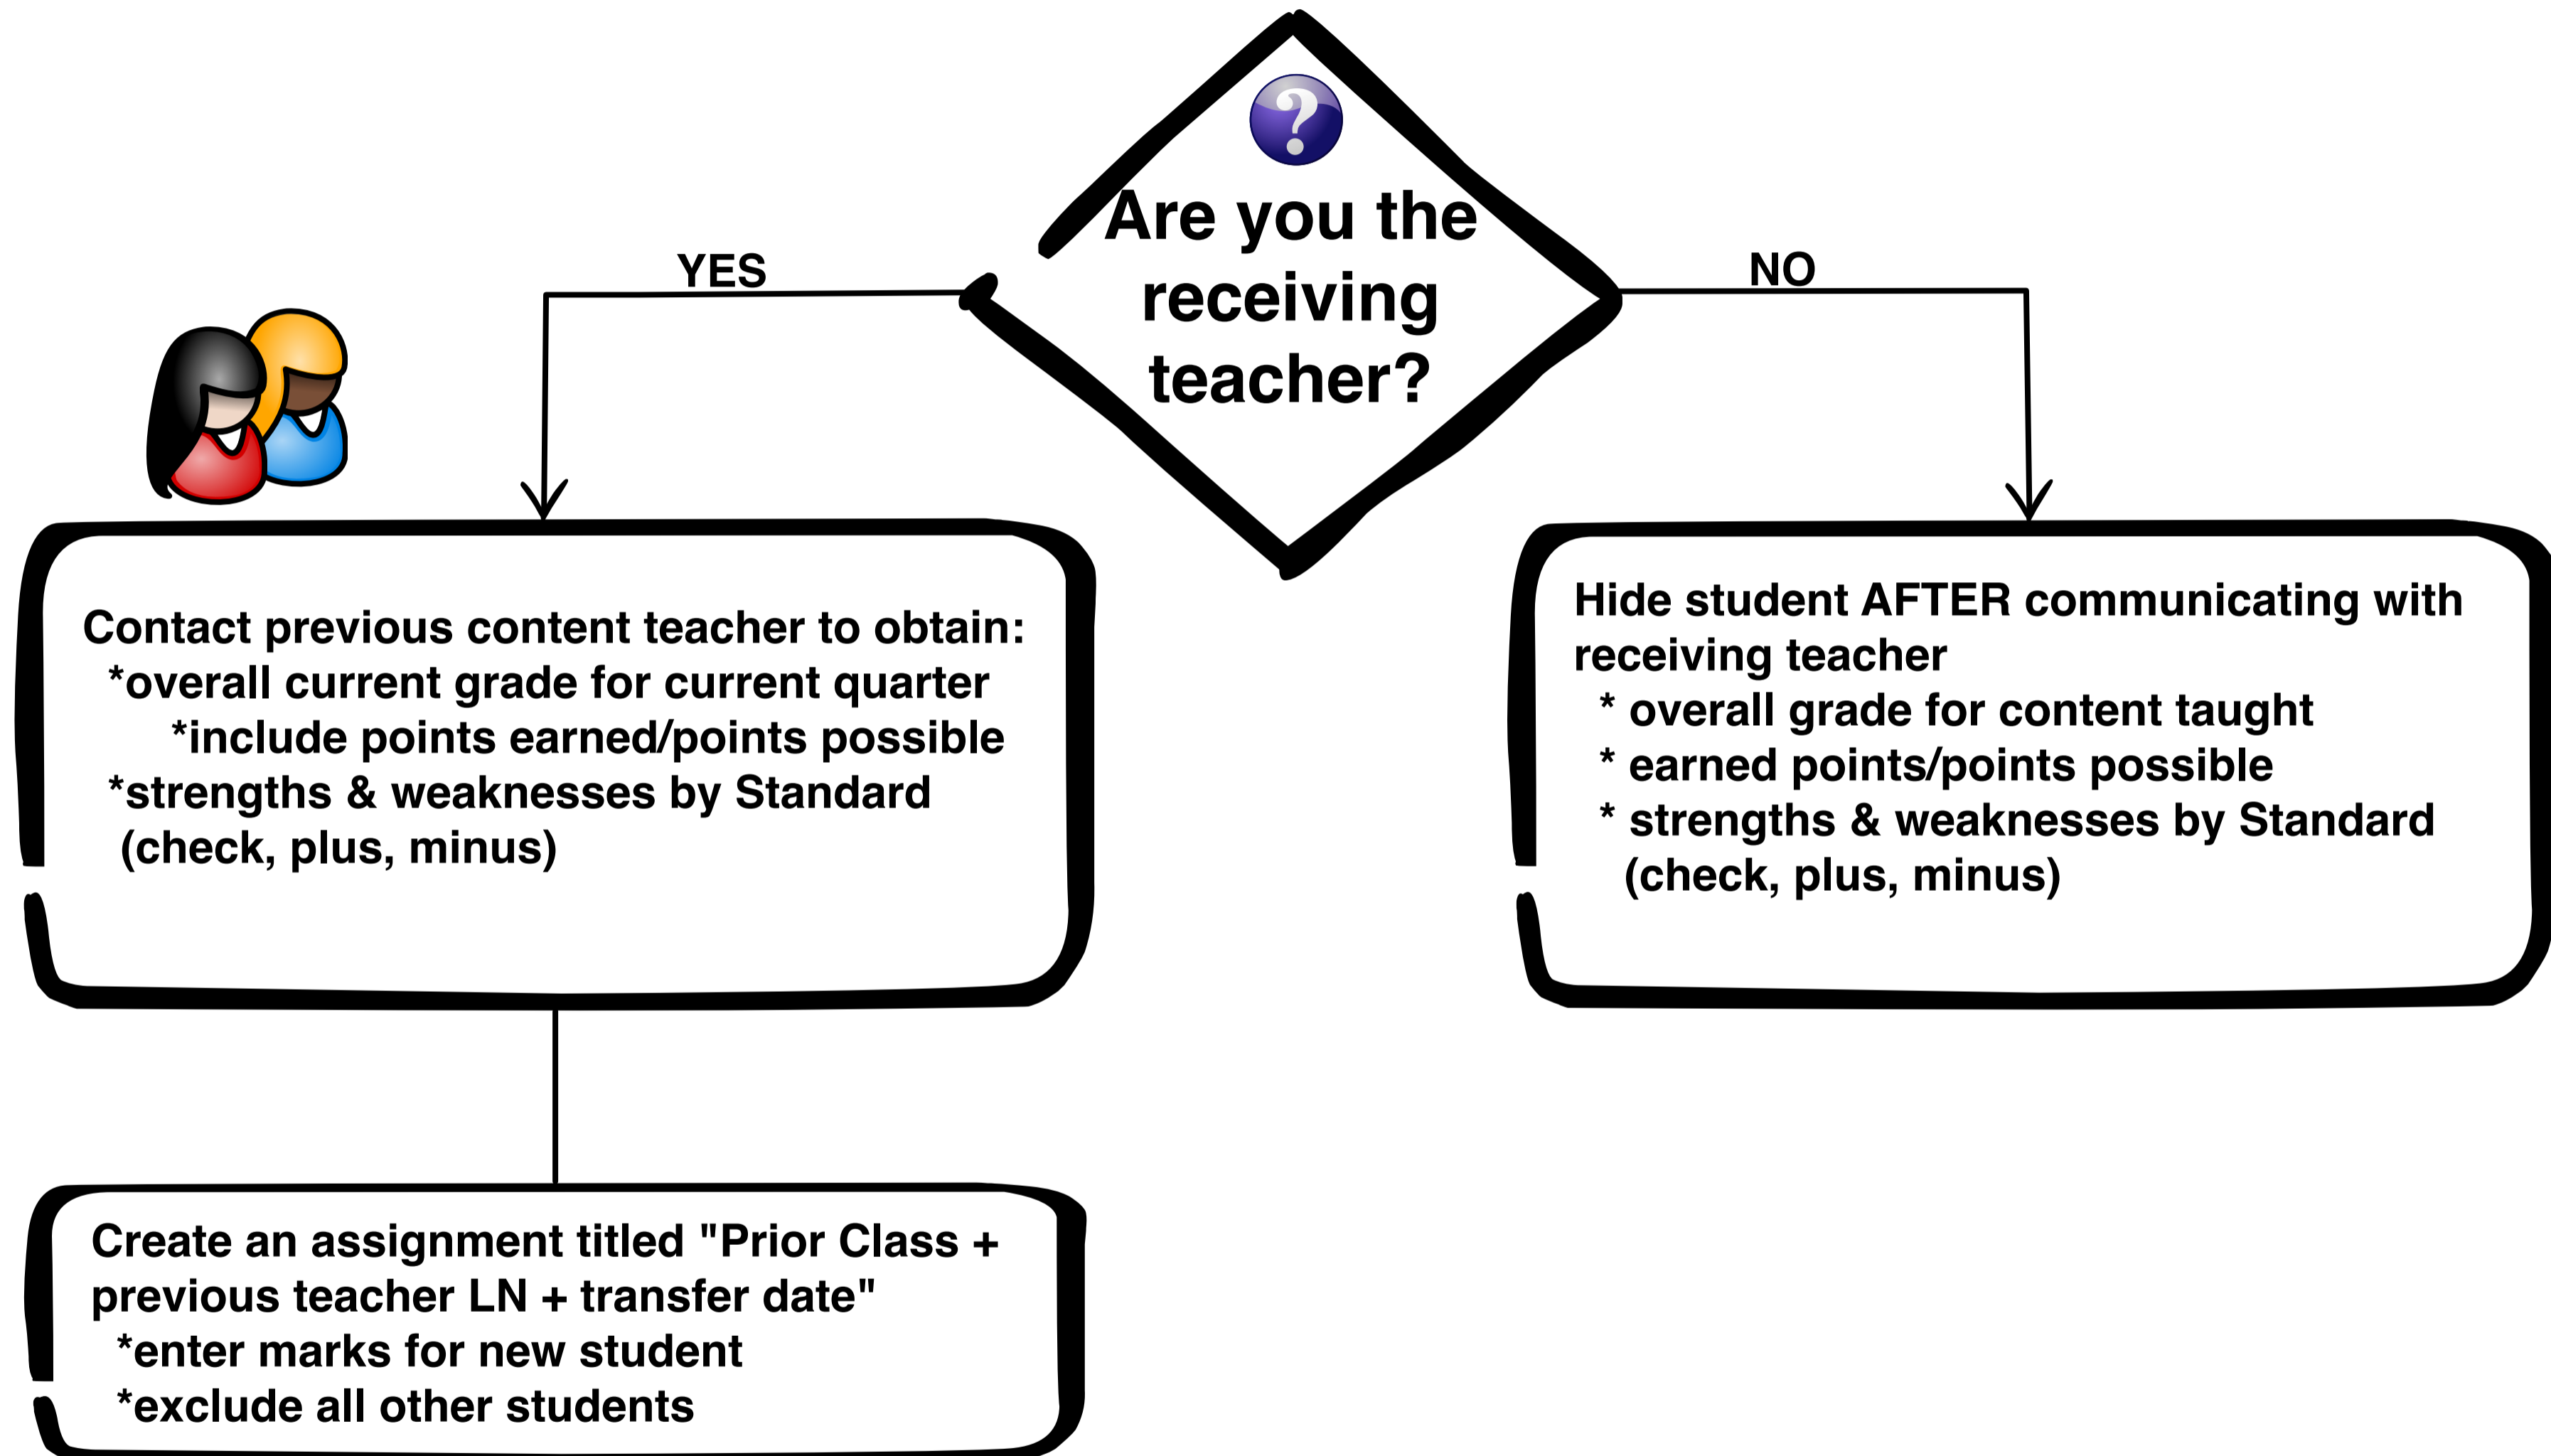 ?
Are you the
receiving
teacher?
YES
NO
Contact previous content teacher to obtain:
*overall current grade for current quarter
*include points earned/points possible
*strengths & weaknesses by Standard
(check, plus, minus)
Hide student AFTER communicating with
receiving teacher
* overall grade for content taught
* earned points/points possible
* strengths & weaknesses by Standard
(check, plus, minus)
Create an assignment titled "Prior Class +
previous teacher LN + transfer date"
*enter marks for new student
*exclude all other students